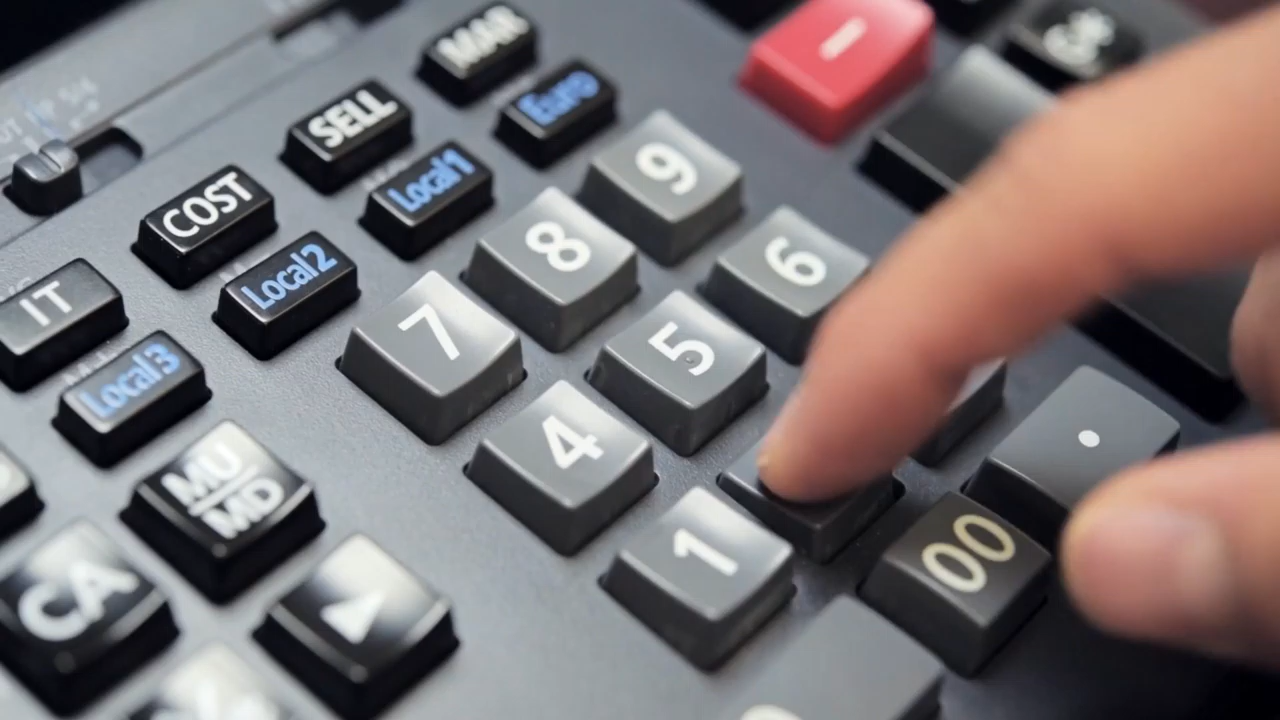 MAR
−
SELL
Euro
COST
Local1
9
IT
Local2
8
6
Local3
7
5
MU
MD
4
CA
1
00
.